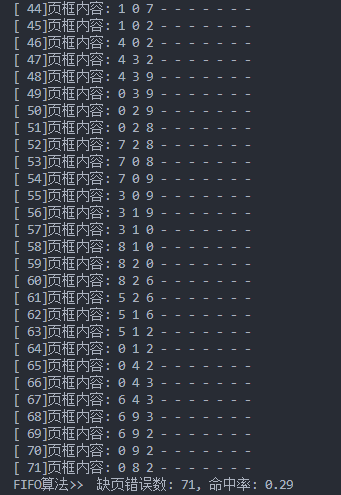 [ 44]页框内容: 1 0 7 - - - - - - -
[ 45]页框内容: 1 0 2 - - - - - - -
[ 46]页框内容: 4 0 2 - - - - - - -
[ 47]页框内容: 4 3 2 - - - - - - -
[ 48]页框内容: 4 3 9 - - - - - - -
[ 49]页框内容: 0 3 9 - - - - - - -
[ 50]页框内容: 0 2 9 - - - - - - -
[ 51]页框内容: 0 2 8 - - - - - - -
[ 52]页框内容: 7 2 8 - - - - - - -
[ 53]页框内容: 7 0 8 - - - - - - -
[ 54]页框内容: 7 0 9 - - - - - - -
[ 55]页框内容: 3 0 9 - - - - - - -
[ 56]页框内容: 3 1 9 - - - - - - -
[ 57]页框内容: 3 1 0 - - - - - - -
[ 58]页框内容: 8 1 0 - - - - - - -
[ 59]页框内容: 8 2 0 - - - - - - -
[ 60]页框内容: 8 2 6 - - - - - - -
[ 61]页框内容: 5 2 6 - - - - - - -
[ 62]页框内容: 5 1 6 - - - - - - -
[ 63]页框内容: 5 1 2 - - - - - - -
[ 64]页框内容: 0 1 2 - - - - - - -
[ 65]页框内容: 0 4 2 - - - - - - -
[ 66]页框内容: 0 4 3 - - - - - - -
[ 67]页框内容: 6 4 3 - - - - - - -
[ 68]页框内容: 6 9 3 - - - - - - -
[ 69]页框内容: 6 9 2 - - - - - - -
[ 70]页框内容: 0 9 2 - - - - - - -
[ 71]页框内容: 0 8 2 - - - - - - -
FIFO算法>> 缺页错误数: 71, 命中率: 0.29